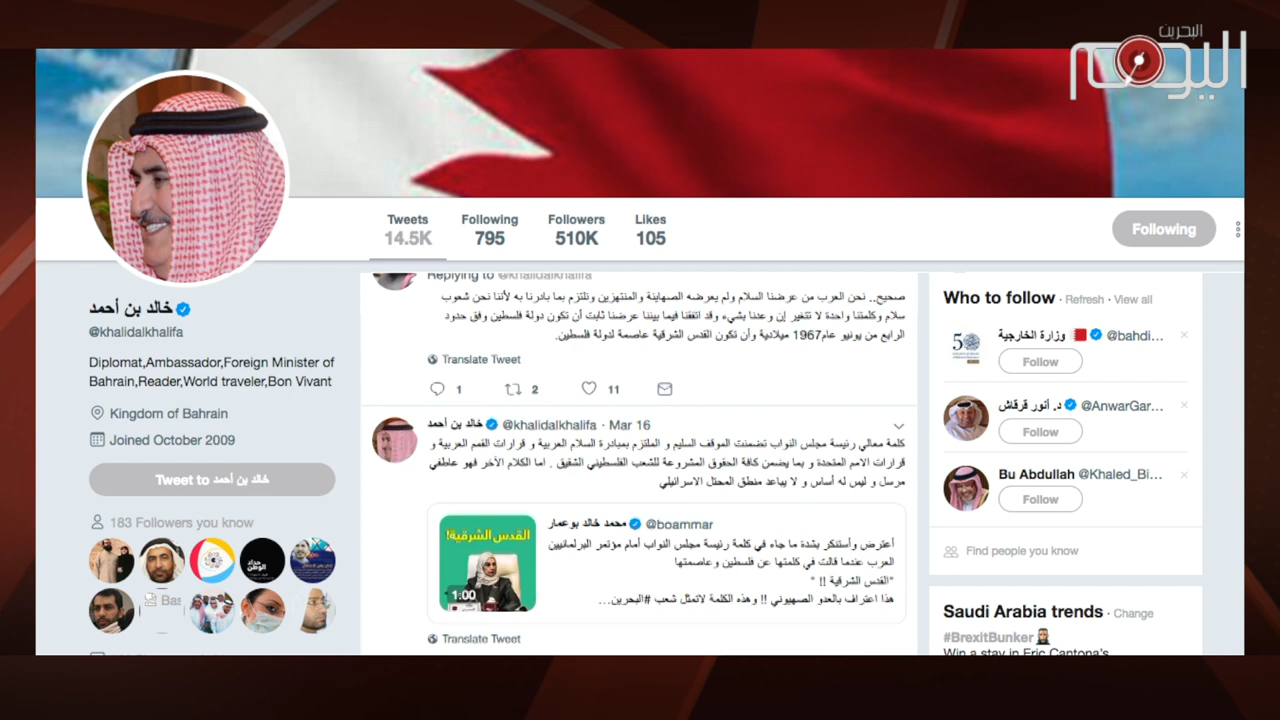 البحرين
اليوم
Tweets
14.5K
Following
795
Followers
510K
Likes
105
Following
خالد بن أحمد
@khalidalkhalifa
Diplomat,Ambassador,Foreign Minister of
Bahrain,Reader,World traveler,Bon Vivant
Kingdom of Bahrain
Joined October 2009
Tweet to خالد بن أحمد
183 Followers you know
حداد
الوطن
Bas
Replying to @khalidalkhalifa
صحيح.. نحن العرب من عرضنا السلام ولم يعرضه الصهاينة والمنتهزين ونلتزم بما بادرنا به لأننا نحن شعوب
سلام وكلمتنا واحدة لا تتغير إن وعدنا بشيء وقد اتفقنا فيما بيننا عرضنا ثابت أن تكون دولة فلسطين وفق حدود
الرابع من يونيو عام1967 ميلادية وأن تكون القدس الشرقية عاصمة لدولة فلسطين.
Translate Tweet
1
2
11
خالد بن أحمد @khalidalkhalifa · Mar 16
كلمة معالي رئيسة مجلس النواب تضمنت الموقف السليم و الملتزم بمبادرة السلام العربية و قرارات القمم العربية و
قرارات الامم المتحدة و بما يضمن كافة الحقوق المشروعة للشعب الفلسطيني الشقيق . اما الكلام الآخر فهو عاطفي
مرسل و ليس له أساس و لا يباعد منطق المحتل الاسرائيلي
القدس الشرقية!
1:00
محمد خالد بوعمار @boammar
أعترض وأستنكر بشدة ما جاء في كلمة رئيسة مجلس النواب أمام مؤتمر البرلمانيين
العرب عندما قالت في كلمتها عن فلسطين وعاصمتها
"القدس الشرقية !! "
هذا اعتراف بالعدو الصهيوني !! وهذه الكلمة لاتمثل شعب #البحرين...
Translate Tweet
Who to follow · Refresh · View all
50
وزارة الخارجية @bahdi...
Follow
د. أنور قرقاش @AnwarGar...
Follow
Bu Abdullah @Khaled_Bi...
Follow
Find people you know
Saudi Arabia trends · Change
#BrexitBunker
Win a stay in Eric Cantona's